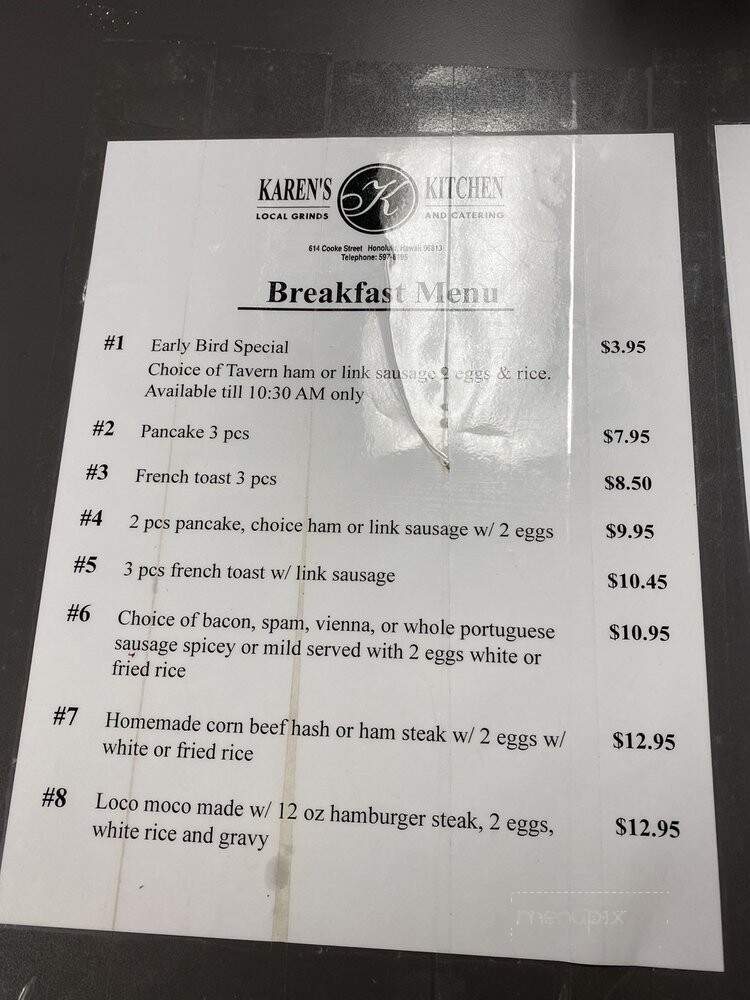 KAREN'S K KITCHEN
LOCAL GRINDS AND CATERING
614 Cooke Street Honolulu, Hawaii 96813
Telephone:
Breakfast Menu
#1 Early Bird Special $3.95
Choice of Tavern ham or link sausage 2 eggs & rice.
Available till 10:30 AM only
#2 Pancake 3 pcs $7.95
#3 French toast 3 pcs $8.50
#4 2 pcs pancake, choice ham or link sausage w/ 2 eggs $9.95
#5 3 pcs french toast w/ link sausage $10.45
#6 Choice of bacon, spam, vienna, or whole portuguese $10.95
sausage spicey or mild served with 2 eggs white or
fried rice
#7 Homemade corn beef hash or ham steak w/ 2 eggs w/ $12.95
white or fried rice
#8 Loco moco made w/ 12 oz hamburger steak, 2 eggs, $12.95
white rice and gravy